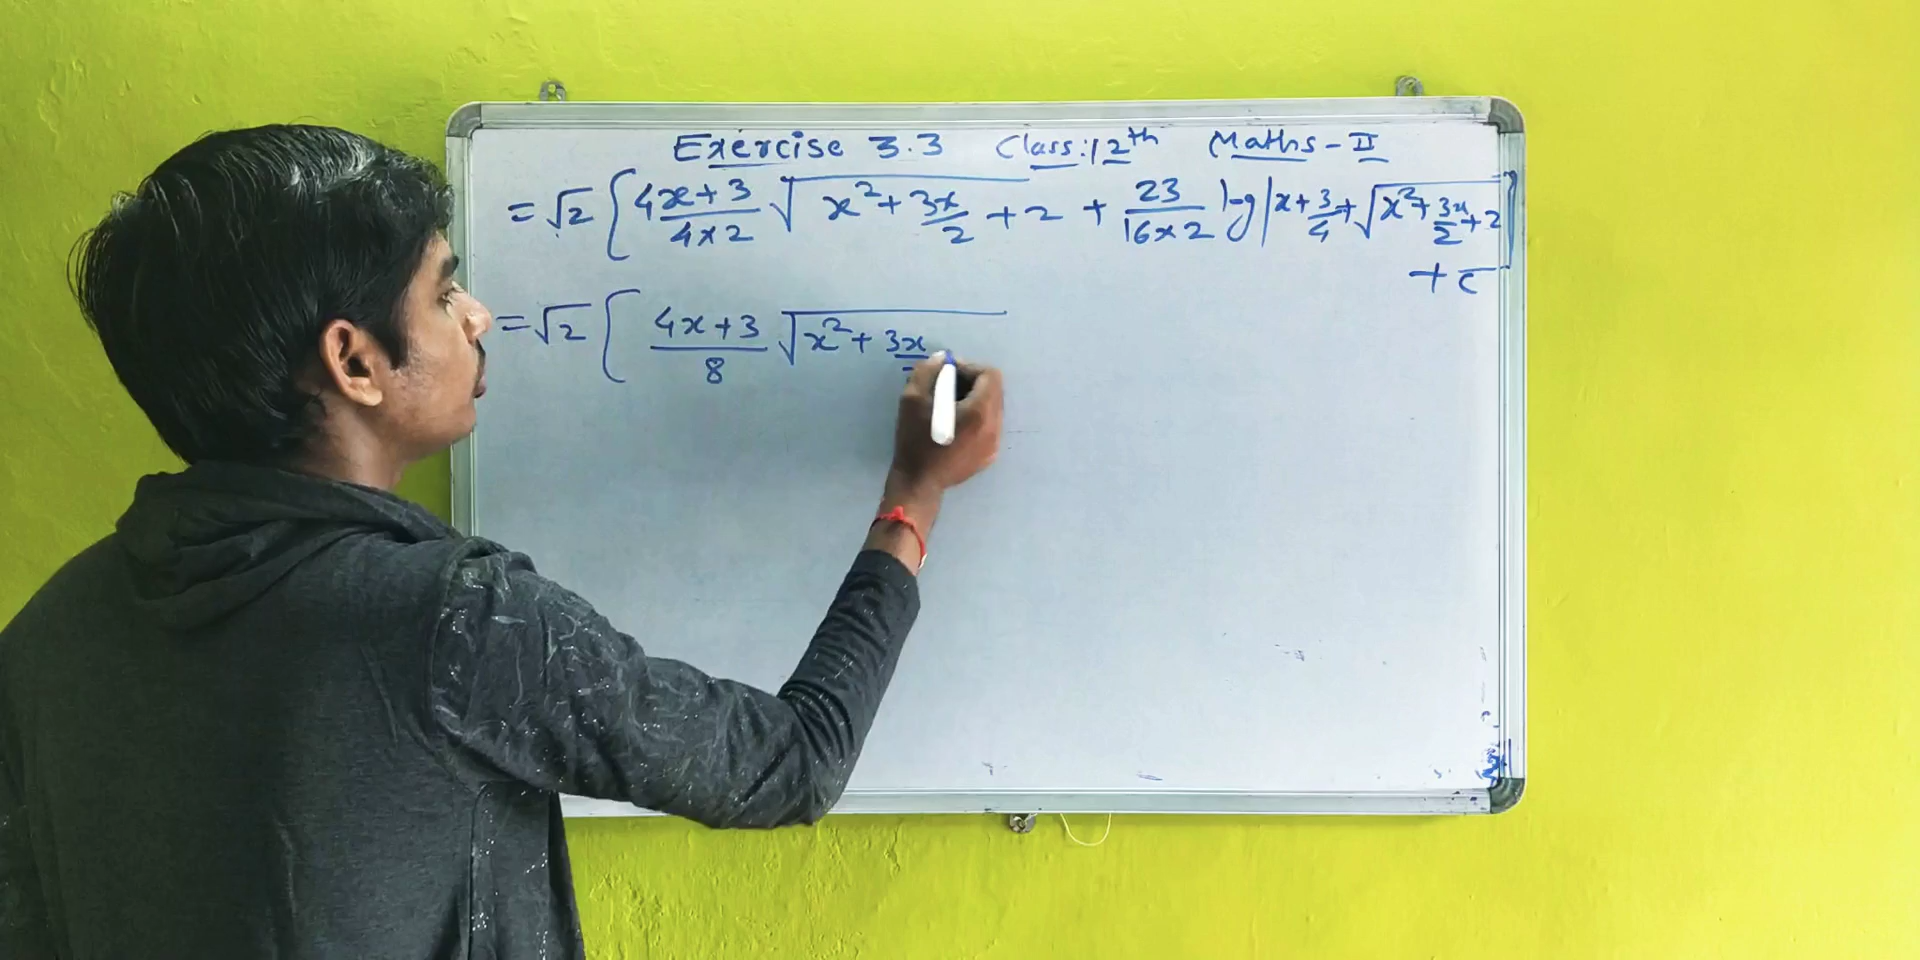 Exercise 3.3 Class:12th Maths-II
= √2 [ (4x+3)/(4×2) √(x² + 3x/2 + 2) + 23/(16×2) log |x + 3/4 + √(x² + 3x/2 + 2) ]
+ c
= √2 [ (4x+3)/8 √(x² + 3x